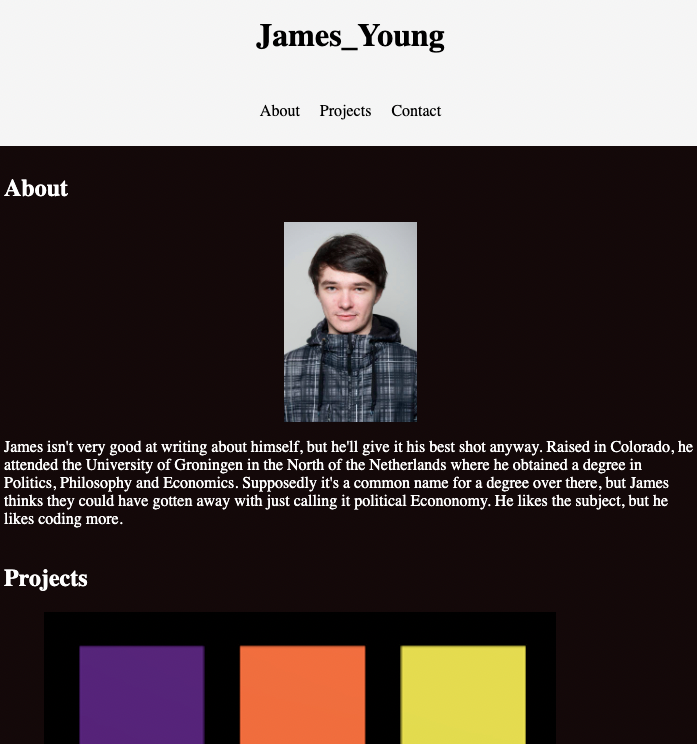 James_Young
About Projects Contact
About
James isn't very good at writing about himself, but he'll give it his best shot anyway. Raised in Colorado, he
attended the University of Groningen in the North of the Netherlands where he obtained a degree in
Politics, Philosophy and Economics. Supposedly it's a common name for a degree over there, but James
thinks they could have gotten away with just calling it political Econonomy. He likes the subject, but he
likes coding more.
Projects